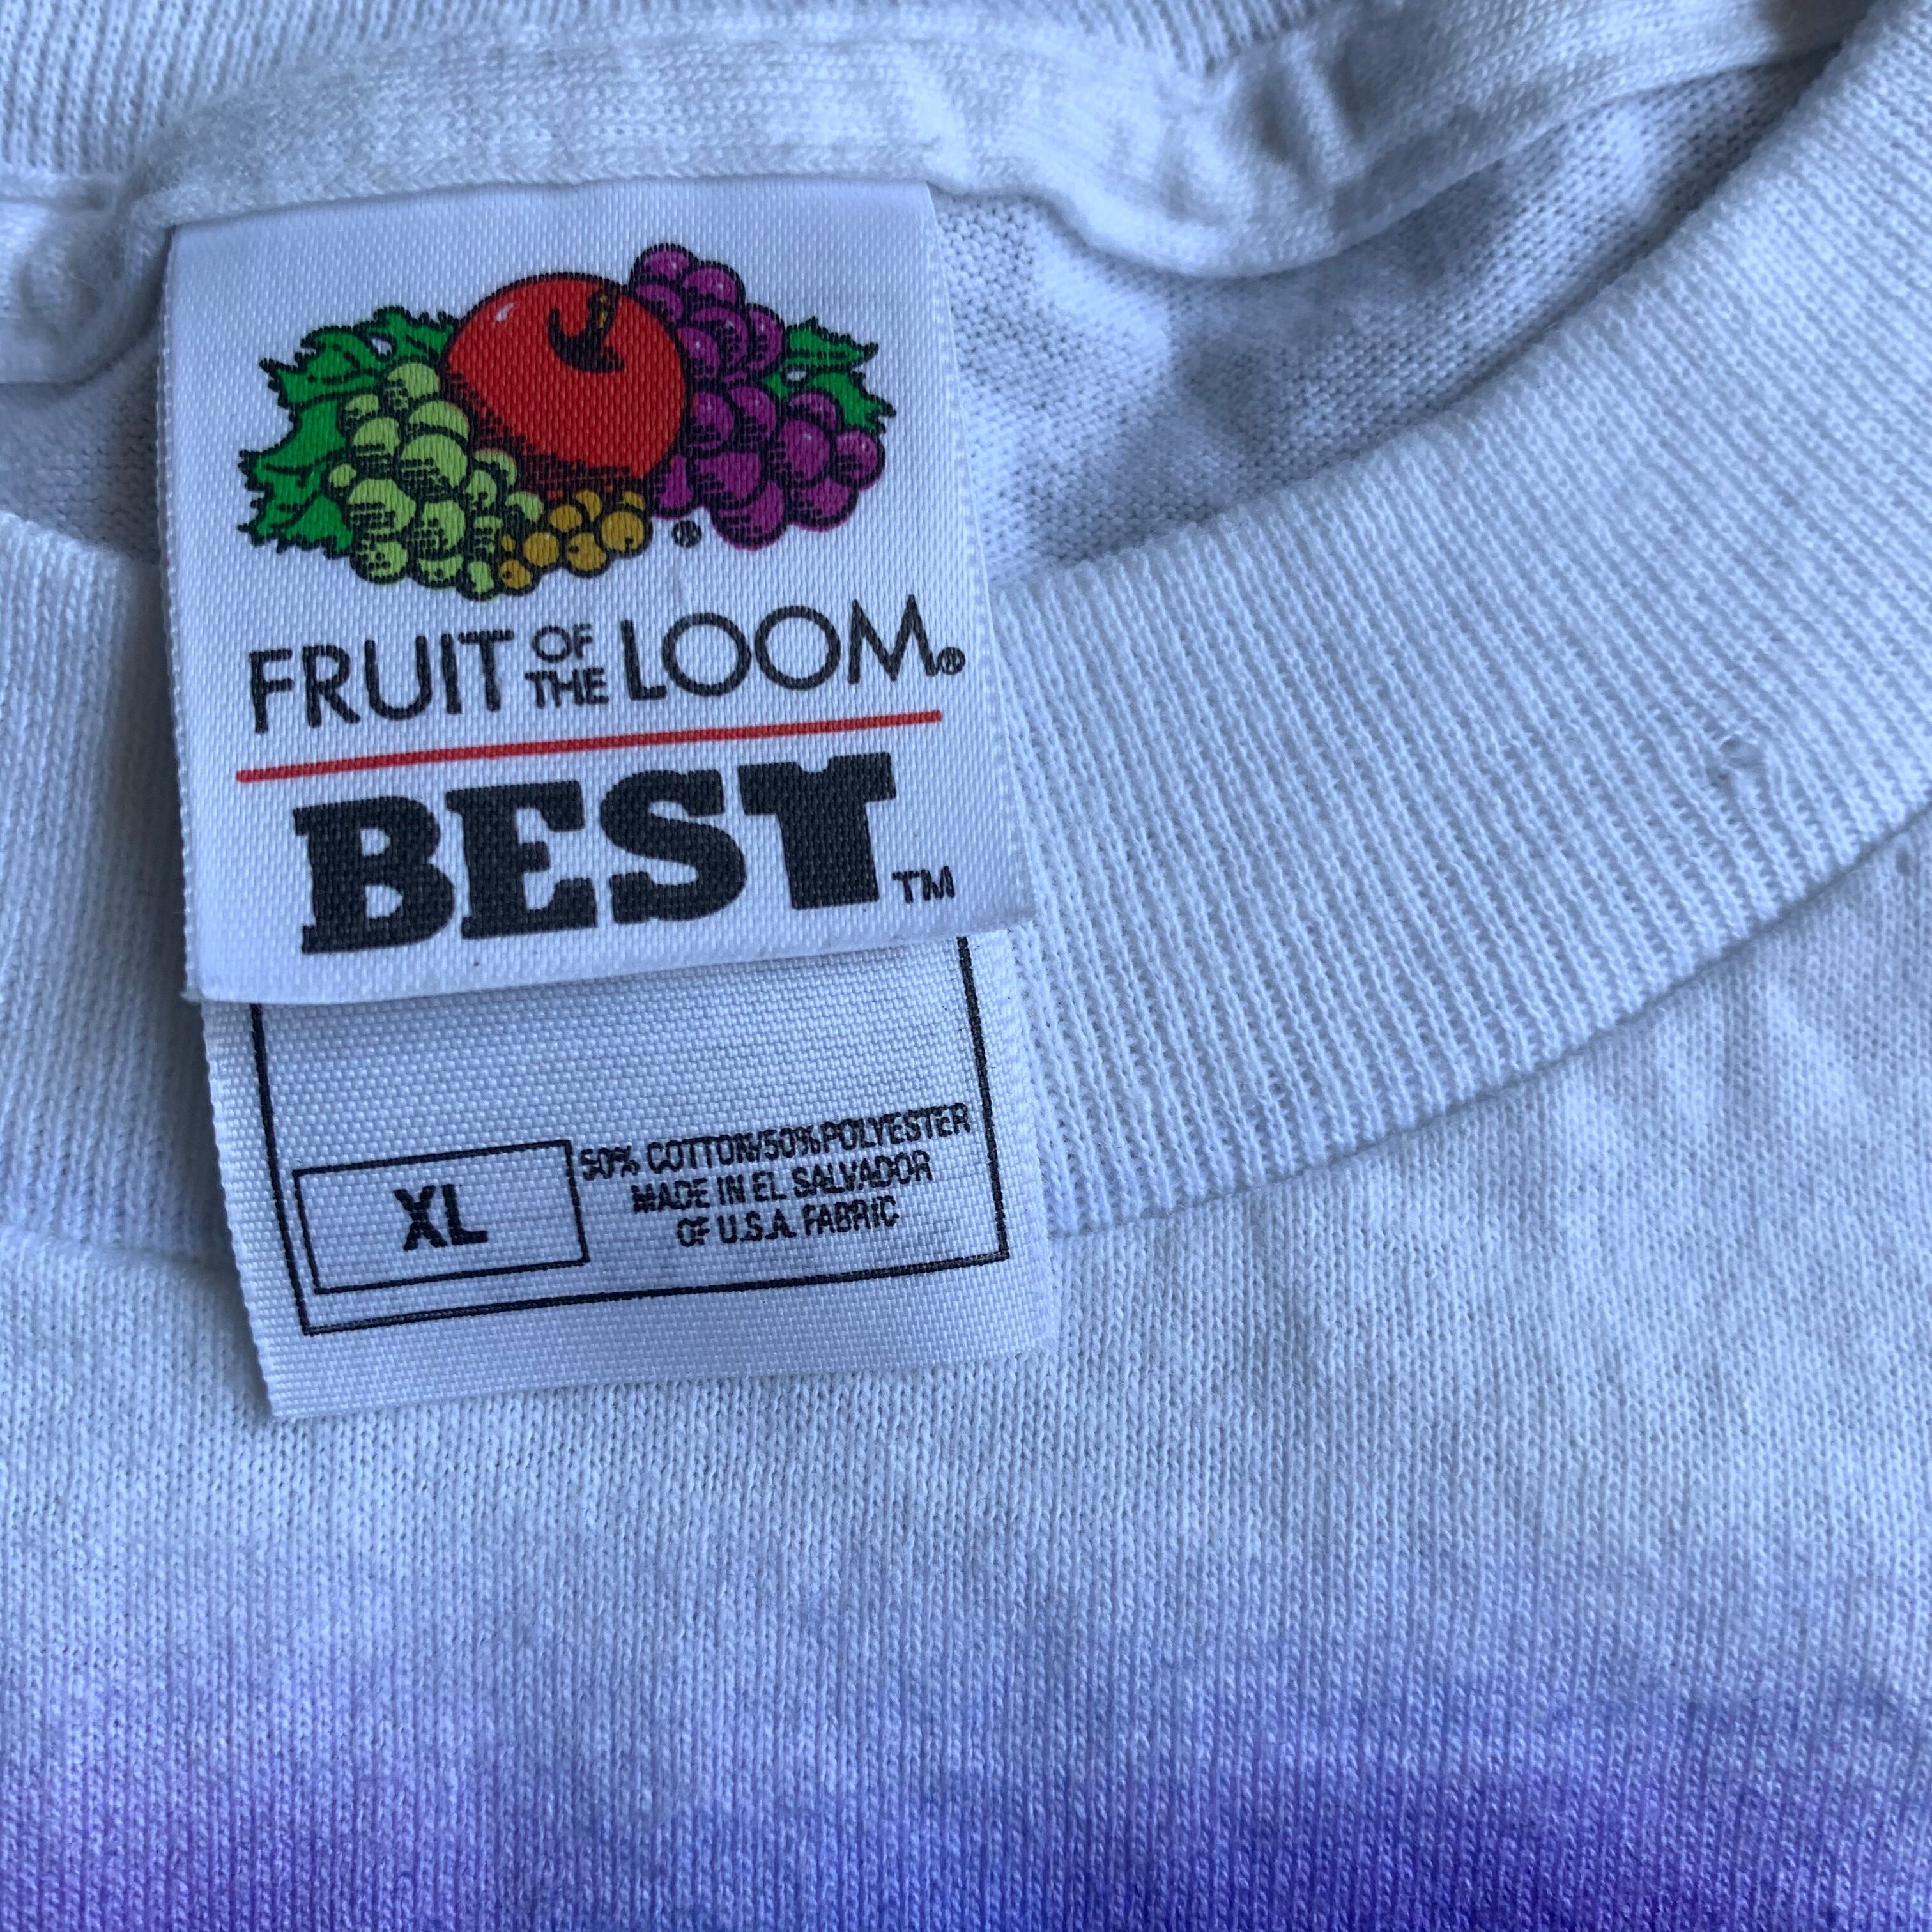 ®
FRUIT OF THE LOOM®
BEST™
XL
50% COTTON/50% POLYESTER
MADE IN EL SALVADOR
OF U.S.A. FABRIC